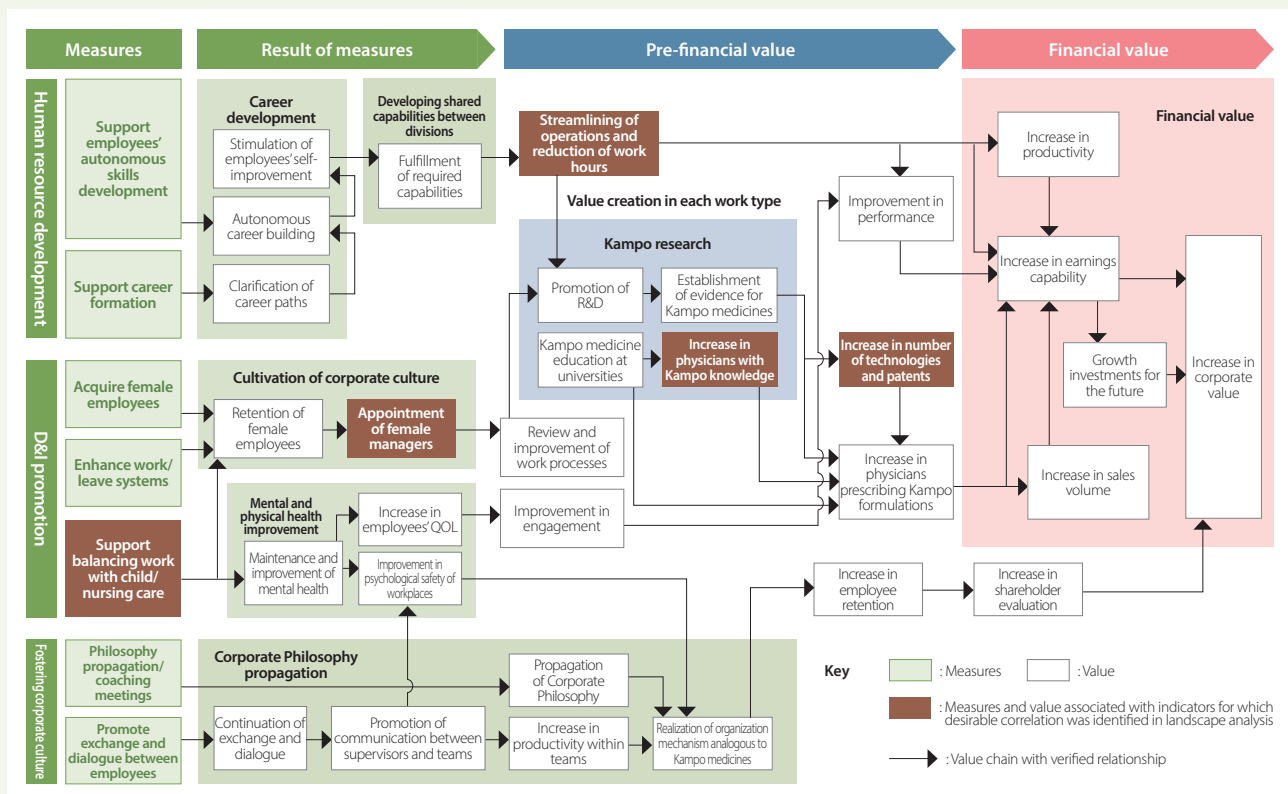 Measures
Result of measures
Pre-financial value
Financial value
Human resource development
Support employees'
autonomous
skills
development
Support career
formation
Career
development
Stimulation of
employees' self-
improvement
Autonomous
career building
Clarification of
career paths
Developing shared
capabilities between
divisions
Fulfillment of
required
capabilities
Streamlining of
operations and
reduction of work
hours
Value creation in each work type
Kampo research
Promotion of
R&D
Establishment
of evidence for
Kampo medicines
Kampo medicine
education at
universities
Increase in
physicians with
Kampo knowledge
Improvement in
performance
Increase in number
of technologies
and patents
Increase in
physicians
prescribing Kampo
formulations
Financial value
Increase in
productivity
Increase in earnings
capability
Growth
investments for
the future
Increase in
corporate
value
Increase in sales
volume
D&I promotion
Acquire female
employees
Enhance work/
leave systems
Support
balancing work
with child/
nursing care
Cultivation of corporate culture
Retention of
female
employees
Appointment
of female
managers
Review and
improvement of
work processes
Mental and
physical health
improvement
Increase in
employees' QOL
Maintenance and
improvement of
mental health
Improvement in
psychological safety of
workplaces
Improvement in
engagement
Increase in
employee
retention
Increase in
shareholder
evaluation
Fostering corporate culture
Philosophy
propagation/
coaching
meetings
Promote
exchange and
dialogue between
employees
Corporate Philosophy
propagation
Propagation
of Corporate
Philosophy
Continuation of
exchange and
dialogue
Promotion of
communication between
supervisors and teams
Increase in
productivity within
teams
Realization of organization
mechanism analogous to
Kampo medicines
Key
: Measures
: Value
: Measures and value associated with indicators for which
desirable correlation was identified in landscape analysis
: Value chain with verified relationship